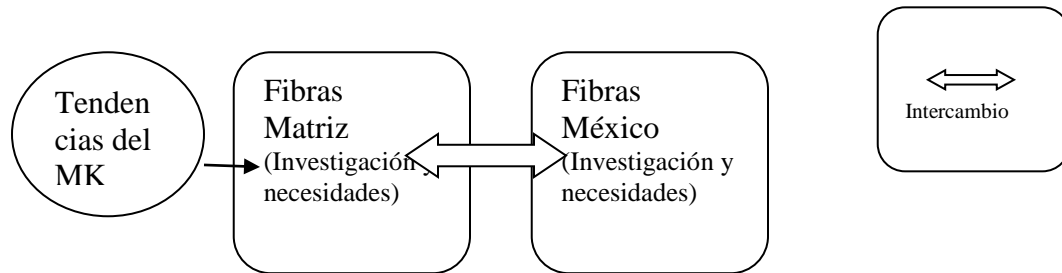 Tenden
cias del
MK
Fibras
Matriz
(Investigación y
necesidades)
Fibras
México
(Investigación y
necesidades)
Intercambio